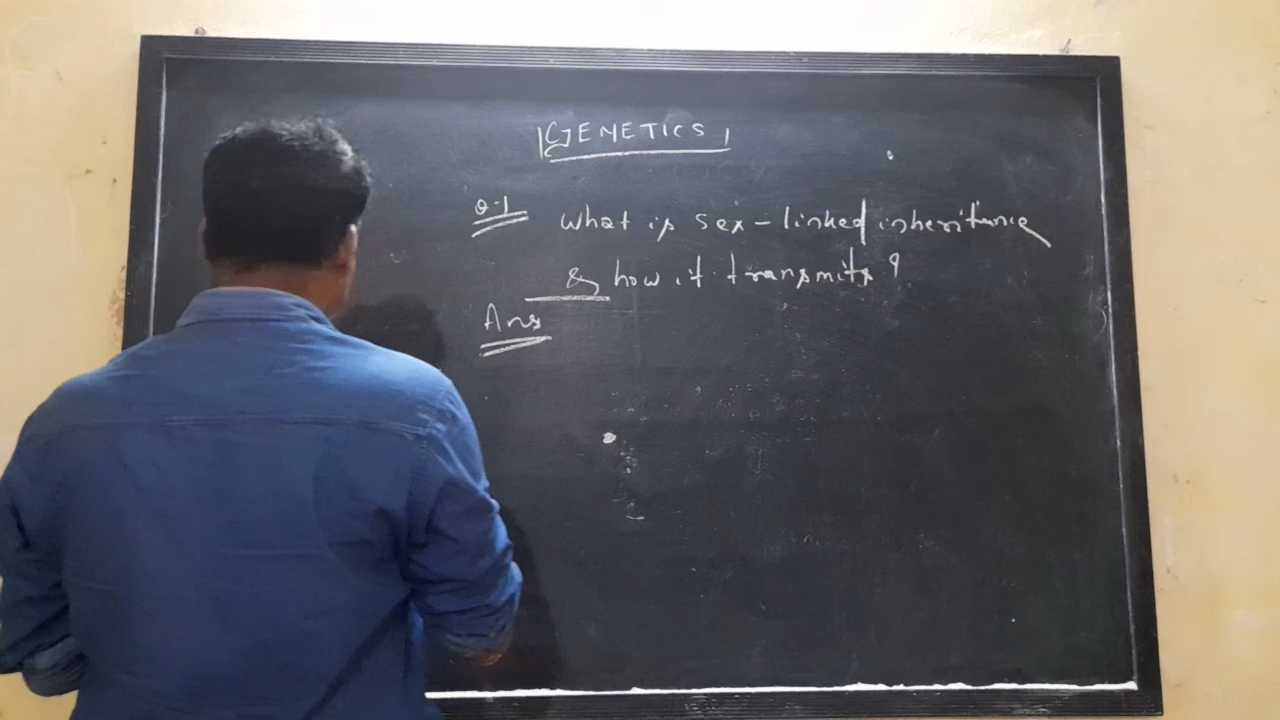 GENETICS
Q-1 What is sex-linked inheritance
& how it transmits ?
Ans